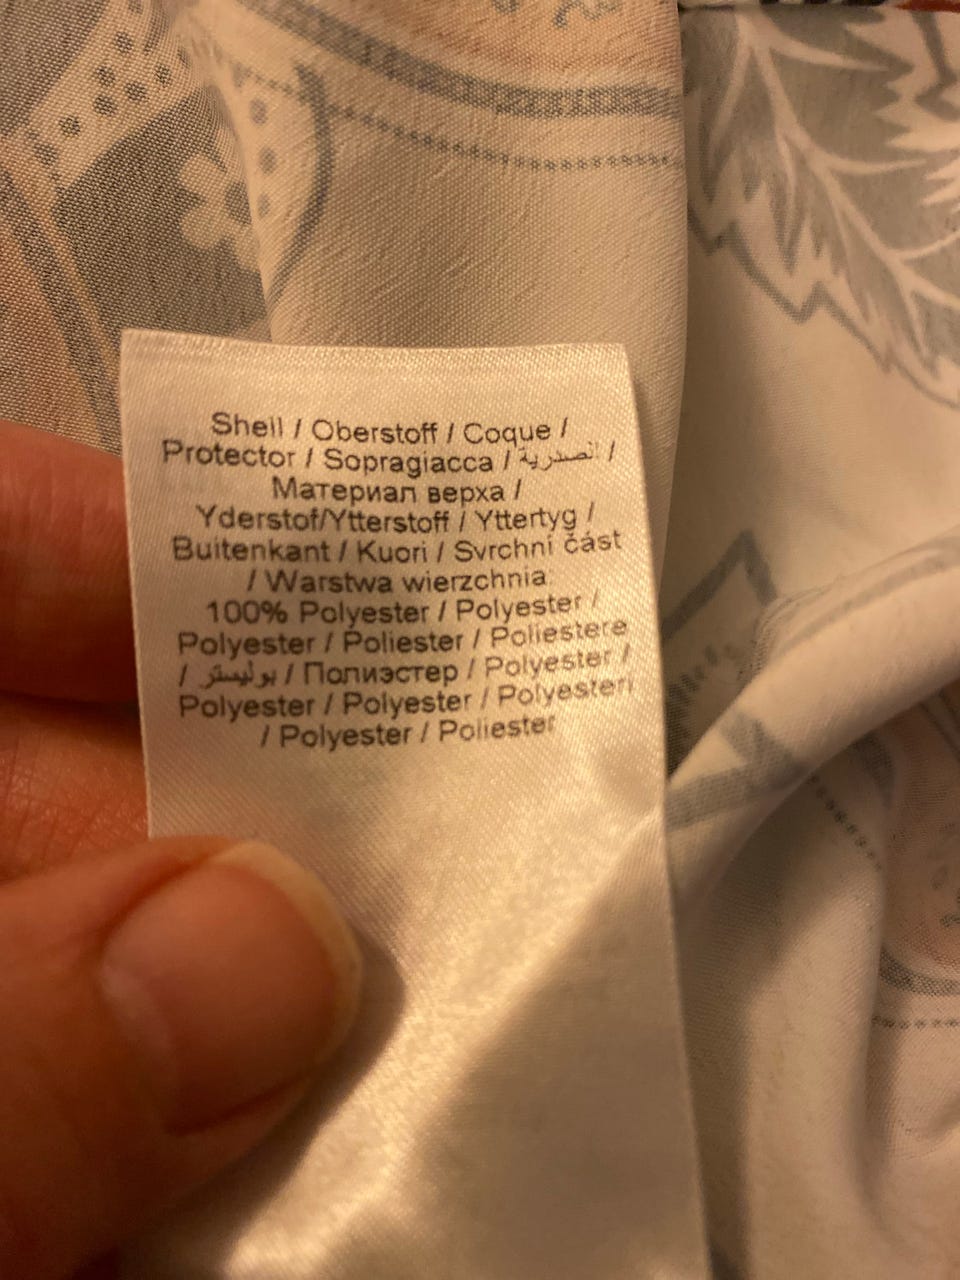 Shell / Oberstoff / Coque /
Protector / Sopragiacca / الصدرية /
Материал верха /
Yderstof/Ytterstoff / Yttertyg /
Buitenkant / Kuori / Svrchní část
/ Warstwa wierzchnia:
100% Polyester / Polyester /
Polyester / Poliester / Poliestere
/ بوليستر / Полиэстер / Polyester /
Polyester / Polyester / Polyesteri
/ Polyester / Poliester